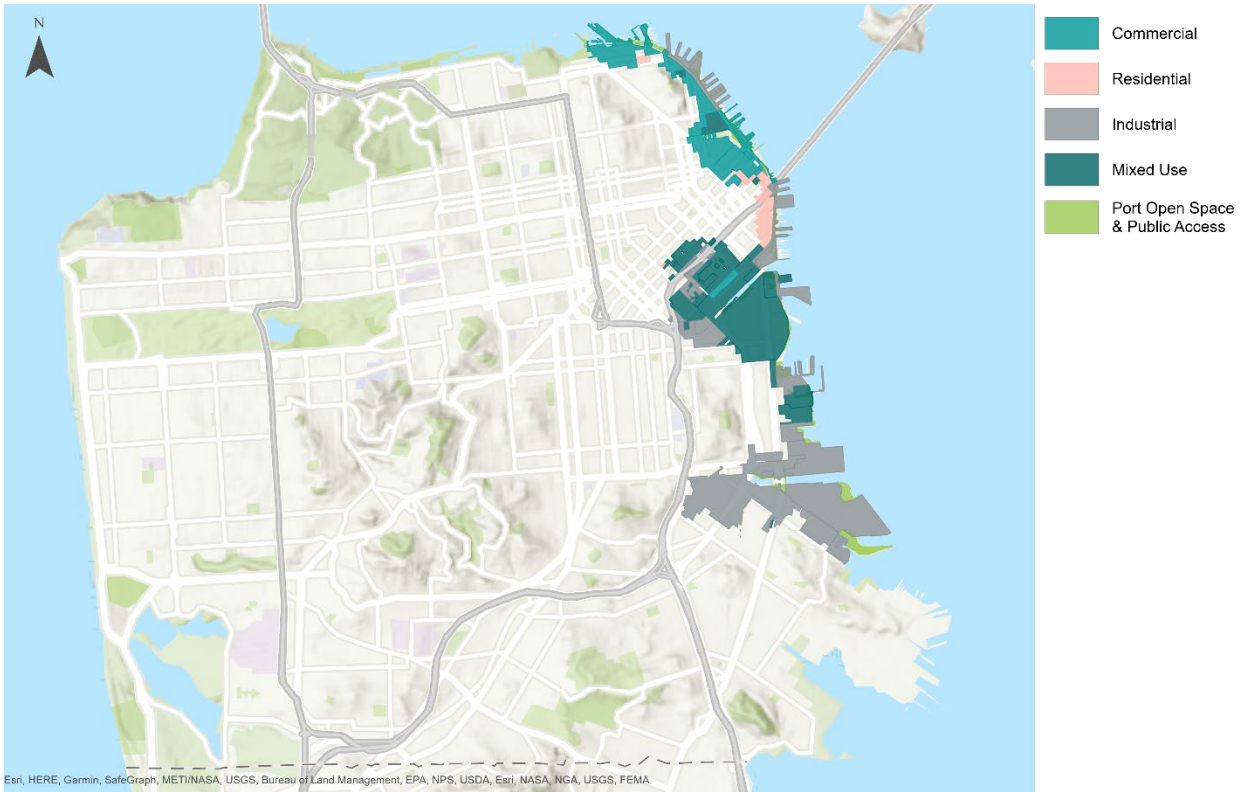 N
Commercial
Residential
Industrial
Mixed Use
Port Open Space
& Public Access
Esri, HERE, Garmin, SafeGraph, METI/NASA, USGS, Bureau of Land Management, EPA, NPS, USDA, Esri, NASA, NGA, USGS, FEMA